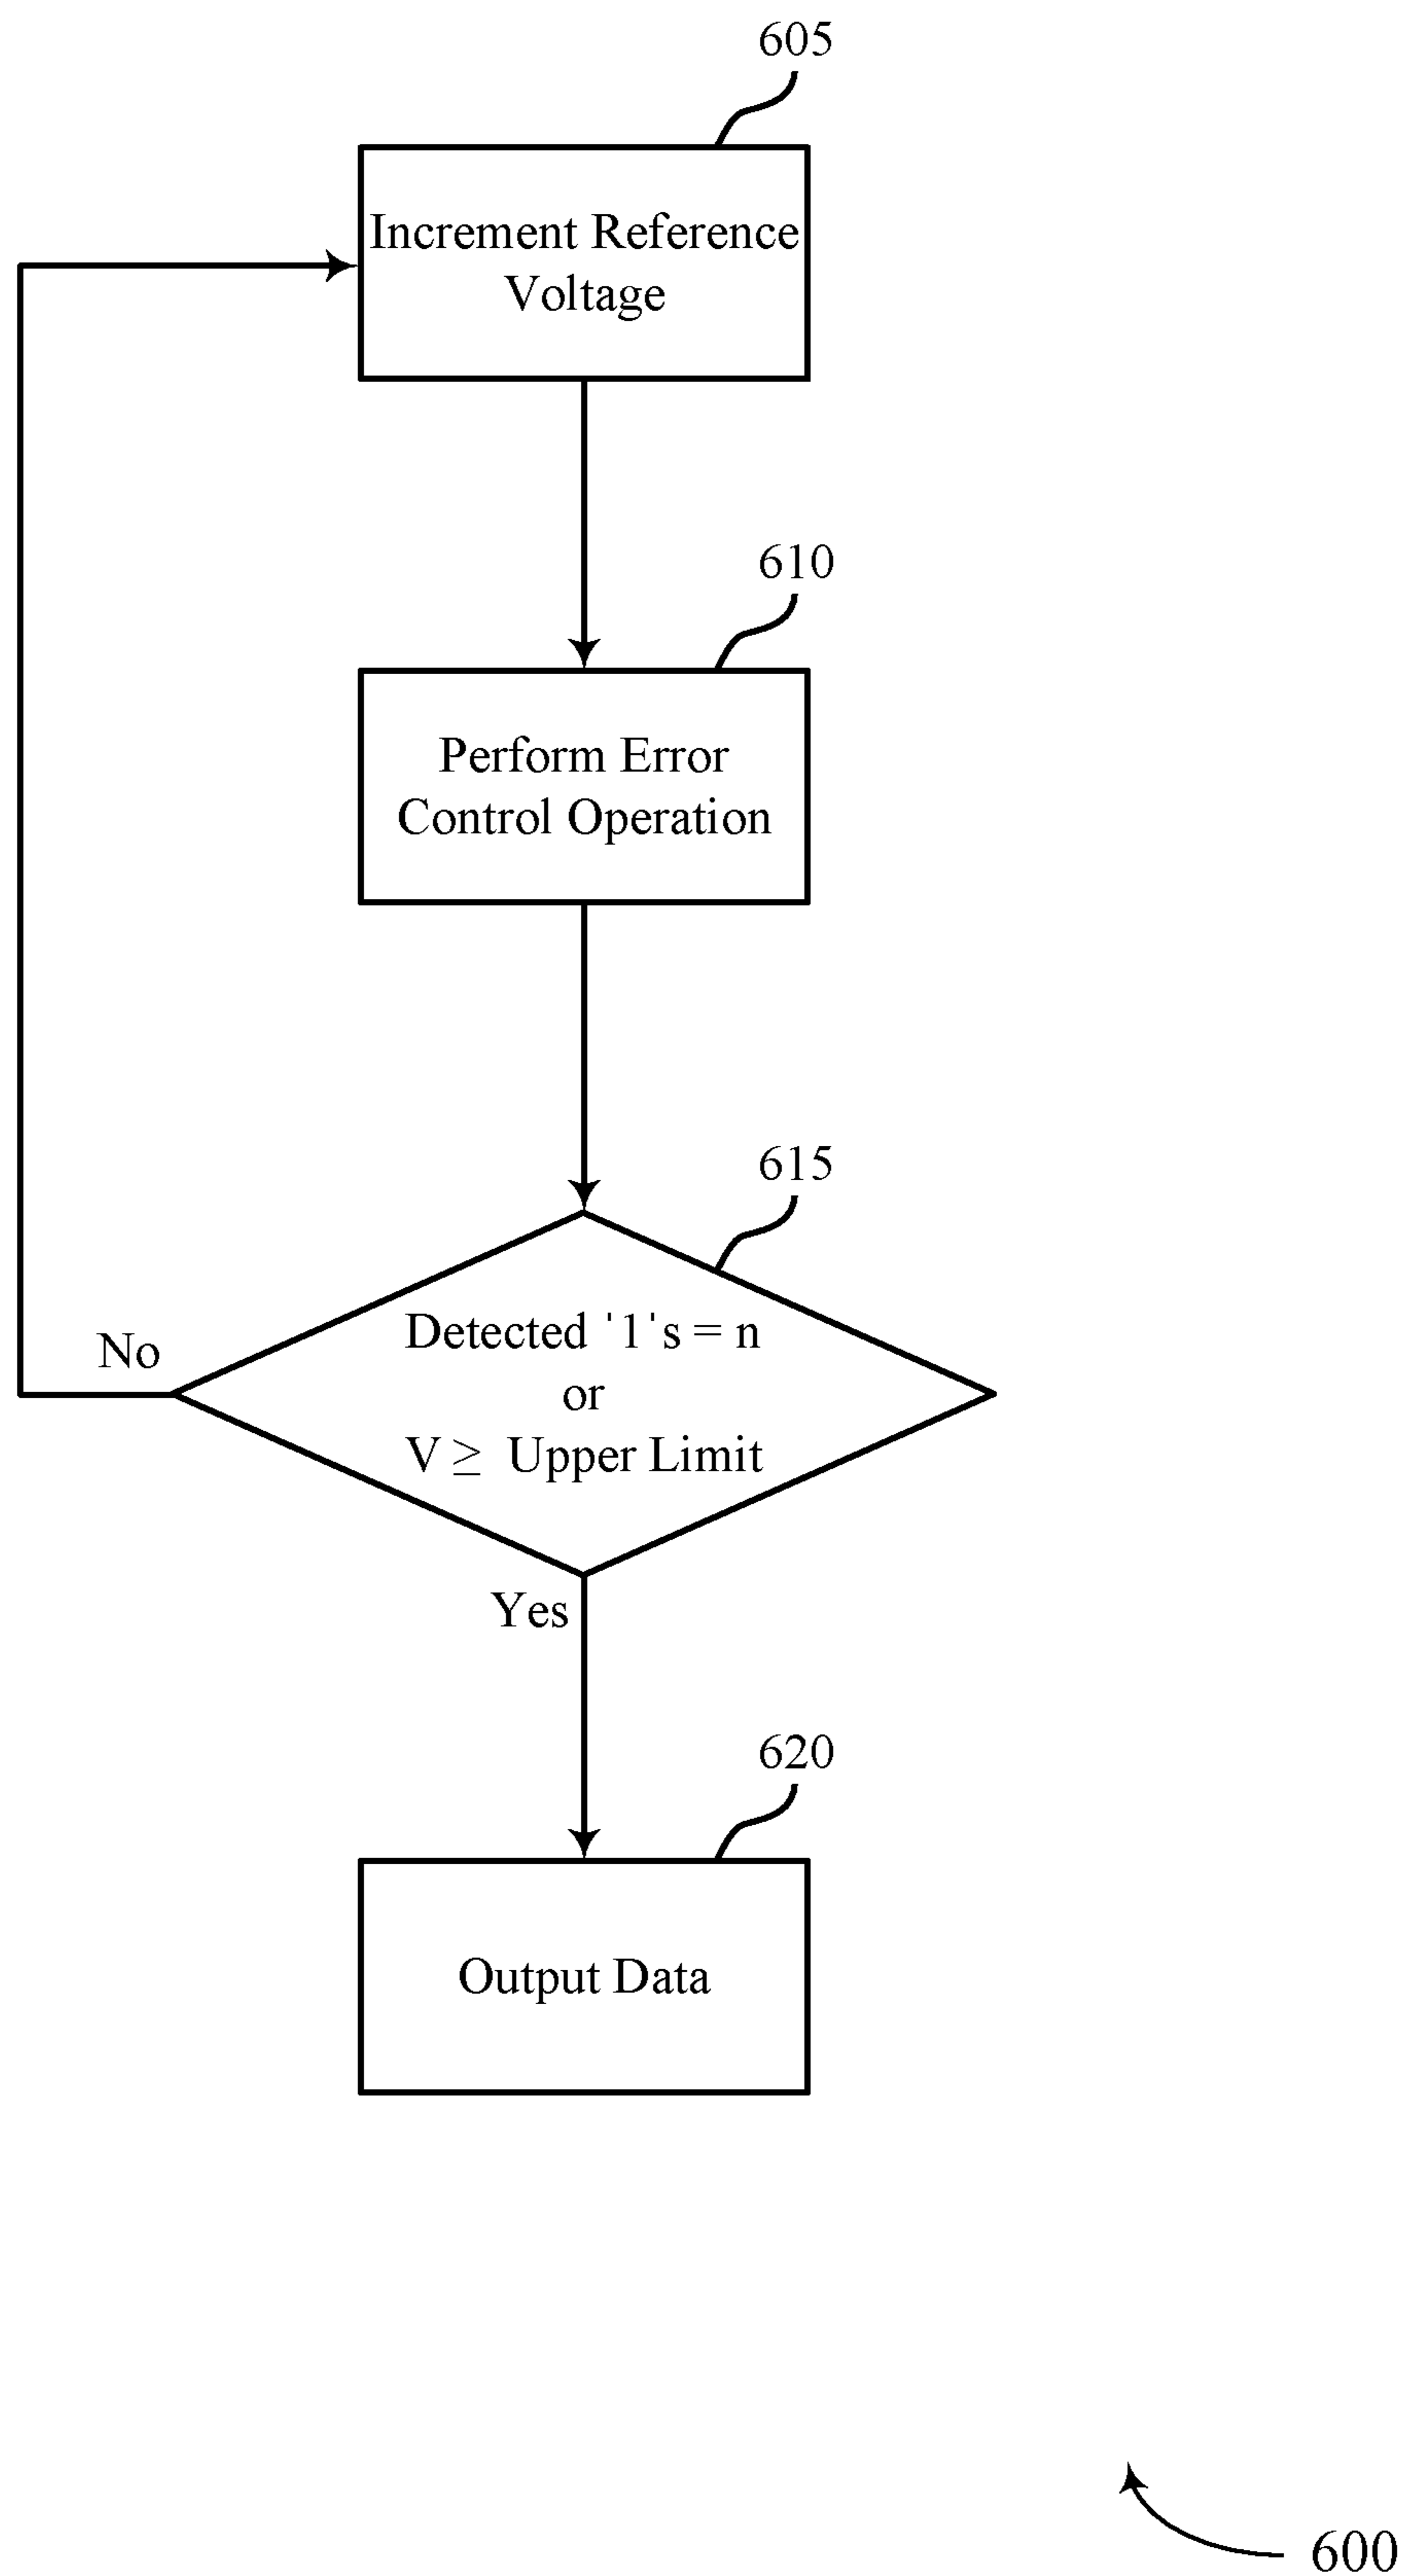 605
Increment Reference
Voltage
610
Perform Error
Control Operation
615
Detected '1's = n
or
V ≥ Upper Limit
No
Yes
620
Output Data
600